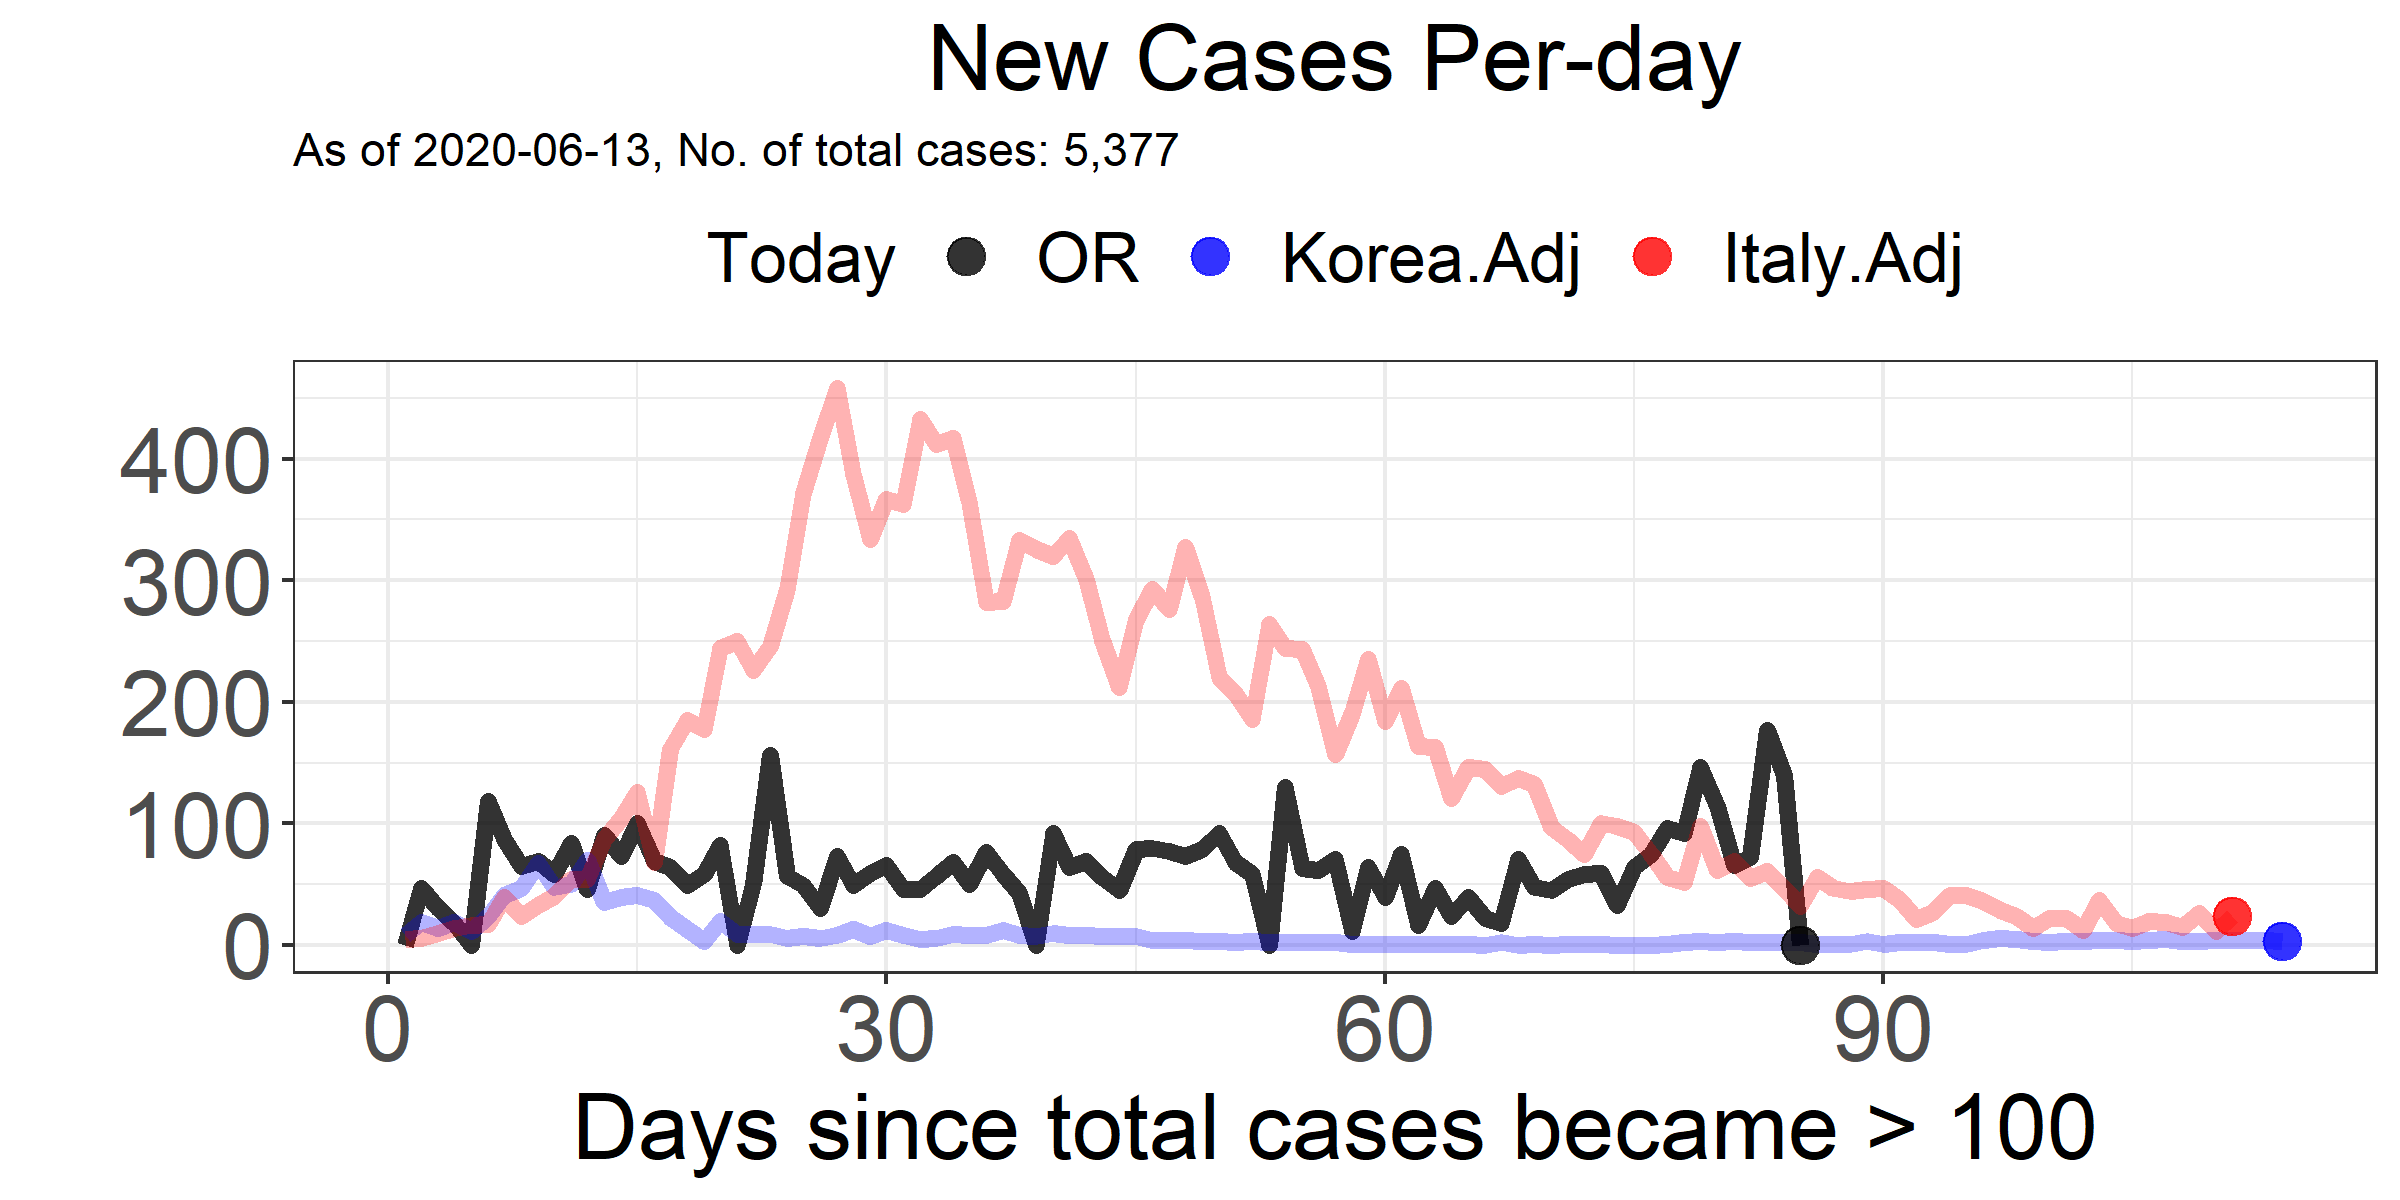 New Cases Per-day
As of 2020-06-13, No. of total cases: 5,377
Today OR Korea.Adj Italy.Adj
400
300
200
100
0
0 30 60 90
Days since total cases became > 100